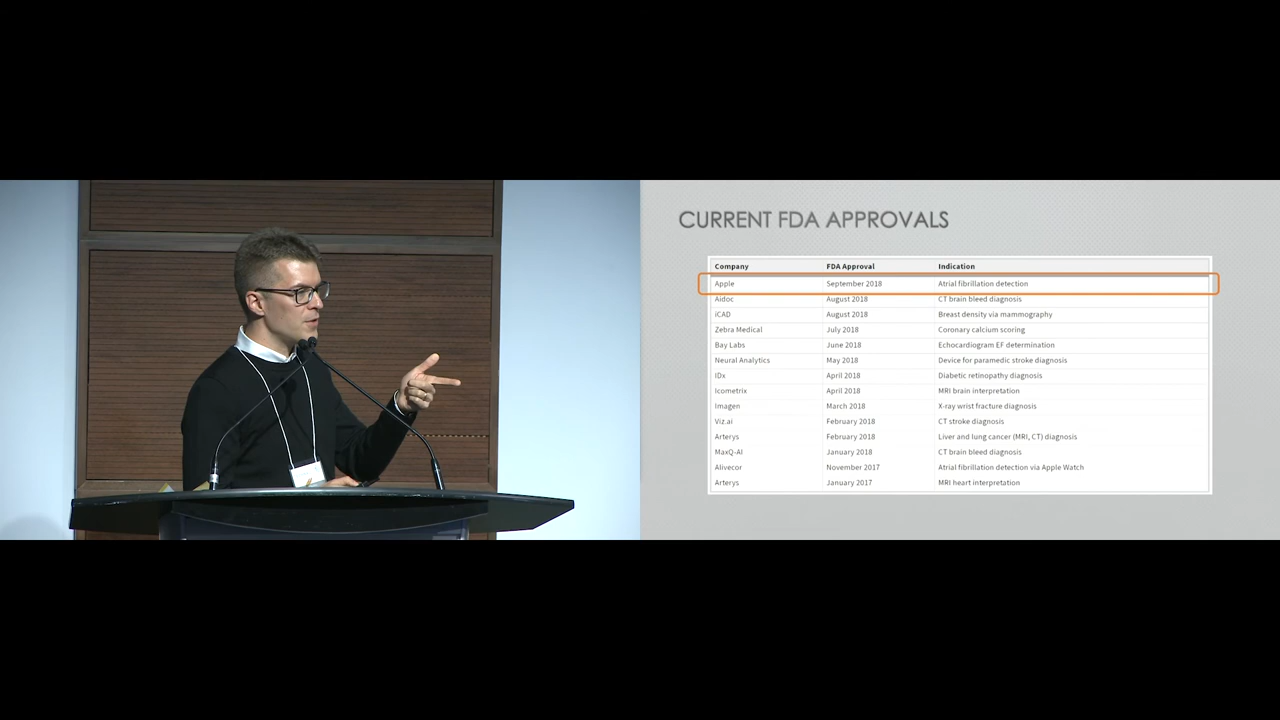 CURRENT FDA APPROVALS
Company FDA Approval Indication
Apple September 2018 Atrial fibrillation detection
Aidoc August 2018 CT brain bleed diagnosis
iCAD August 2018 Breast density via mammography
Zebra Medical July 2018 Coronary calcium scoring
Bay Labs June 2018 Echocardiogram EF determination
Neural Analytics May 2018 Device for paramedic stroke diagnosis
IDx April 2018 Diabetic retinopathy diagnosis
Icometrix April 2018 MRI brain interpretation
Imagen March 2018 X-ray wrist fracture diagnosis
Viz.ai February 2018 CT stroke diagnosis
Arterys February 2018 Liver and lung cancer (MRI, CT) diagnosis
MaxQ-AI January 2018 CT brain bleed diagnosis
Alivecor November 2017 Atrial fibrillation detection via Apple Watch
Arterys January 2017 MRI heart interpretation